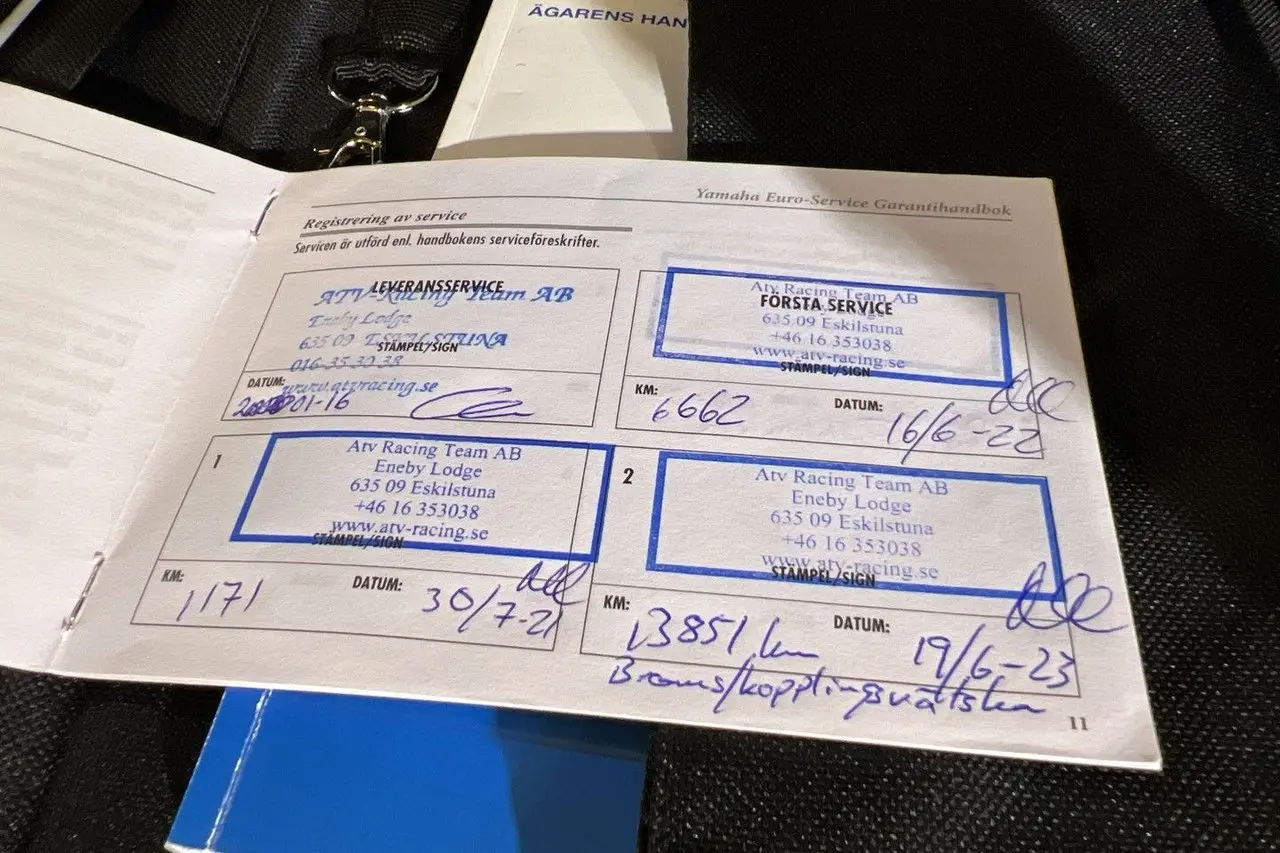 ÄGARENS HAN
Yamaha Euro-Service Garantihandbok
Registrering av service
Servicen är utförd enl. handbokens serviceföreskrifter.
LEVERANSSERVICE
ATV-Racing Team AB
Eneby Lodge
635 09 ESKILSTUNA
STÄMPEL/SIGN
016-35 30 38
www.atvracing.se
DATUM:
01-16
Atv Racing Team AB
FÖRSTA SERVICE
635 09 Eskilstuna
+46 16 353038
www.atv-racing.se
STÄMPEL/SIGN
KM: 6662 DATUM: 16/6-22
1
Atv Racing Team AB
Eneby Lodge
635 09 Eskilstuna
+46 16 353038
www.atv-racing.se
STÄMPEL/SIGN
KM: 1171 DATUM: 30/7-21
2
Atv Racing Team AB
Eneby Lodge
635 09 Eskilstuna
+46 16 353038
www.atv-racing.se
STÄMPEL/SIGN
KM: 13851 km DATUM: 19/6-23
Broms/kopplingsvätska
11